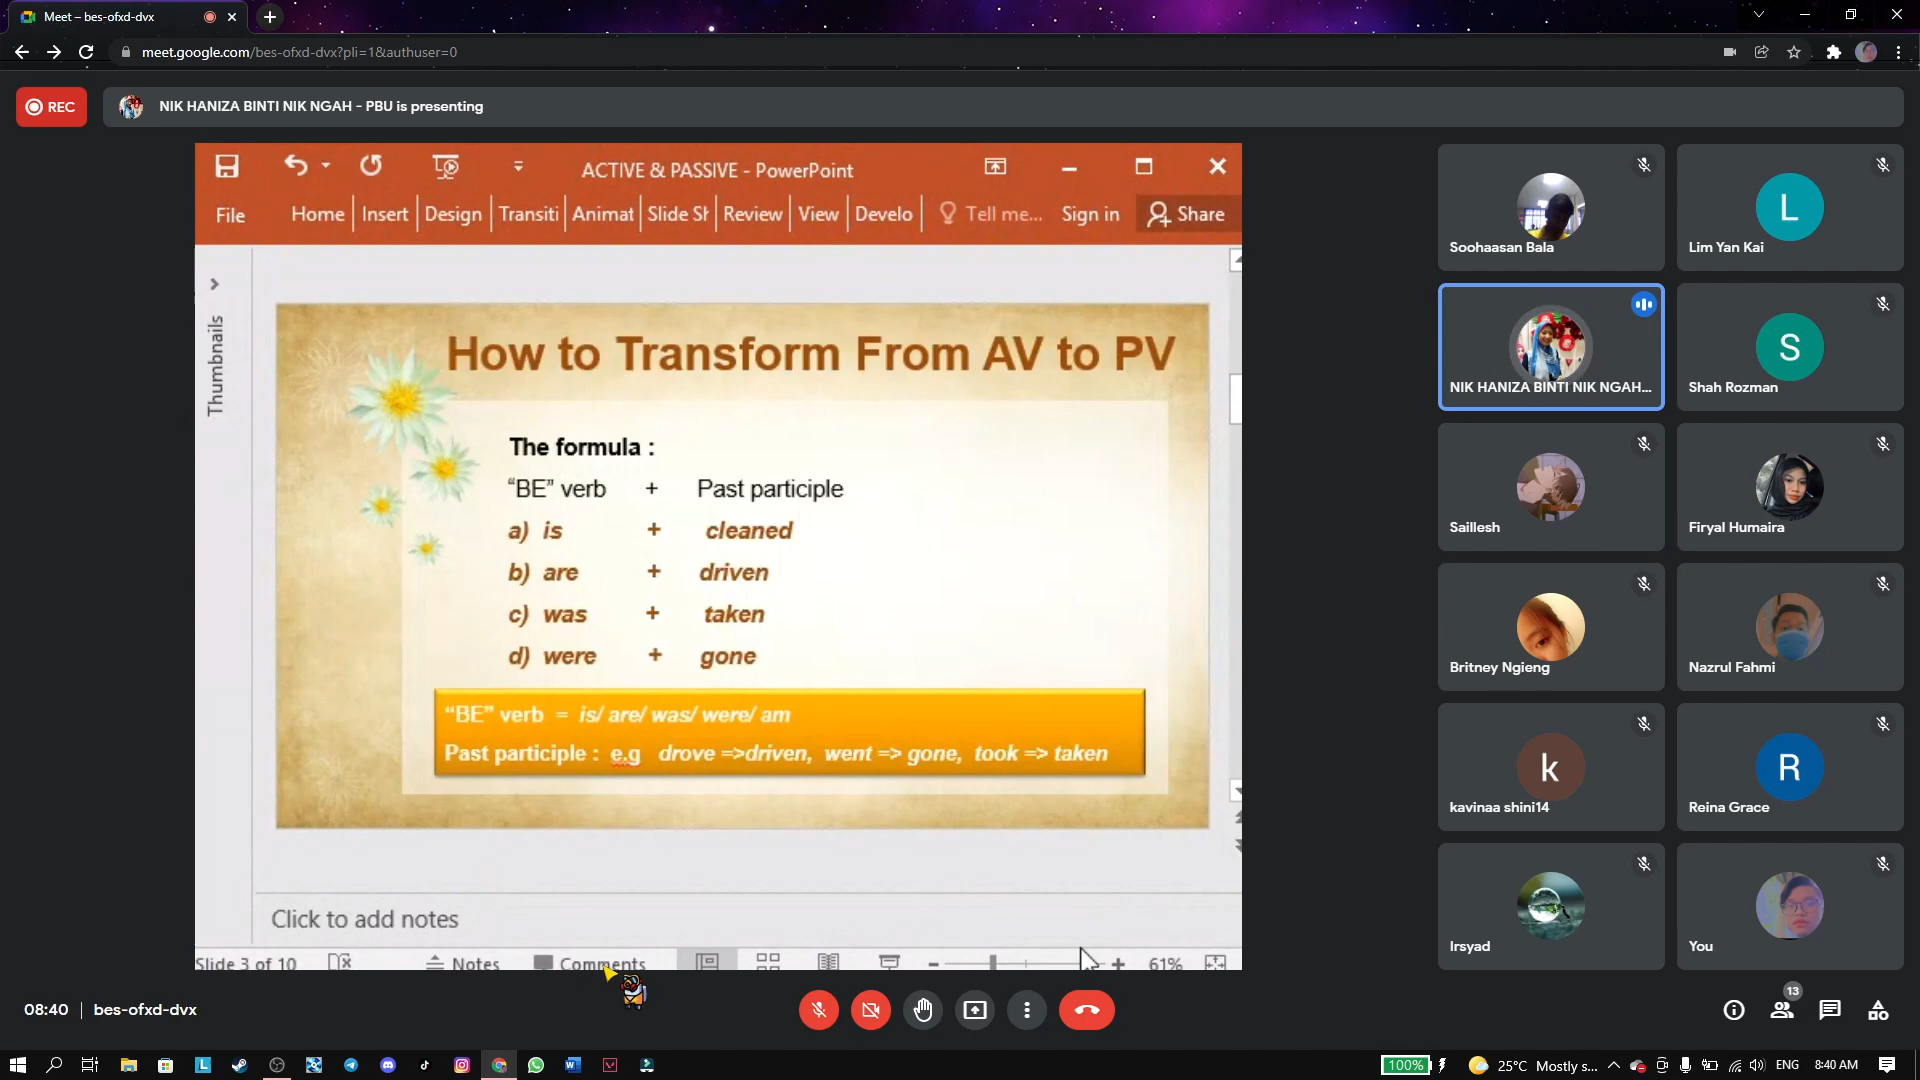 Meet – bes-ofxd-dvx
meet.google.com/bes-ofxd-dvx?pli=1&authuser=0
REC
NIK HANIZA BINTI NIK NGAH - PBU is presenting
ACTIVE & PASSIVE - PowerPoint
File Home Insert Design Transiti Animat Slide Sh Review View Develo Tell me... Sign in Share
Thumbnails
How to Transform From AV to PV
The formula :
“BE” verb + Past participle
a) is + cleaned
b) are + driven
c) was + taken
d) were + gone
“BE” verb = is/ are/ was/ were/ am
Past participle : e.g drove =>driven, went => gone, took => taken
Click to add notes
Slide 3 of 10 Notes Comments 61%
Soohaasan Bala
L
Lim Yan Kai
NIK HANIZA BINTI NIK NGAH...
S
Shah Rozman
Saillesh
Firyal Humaira
Britney Ngieng
Nazrul Fahmi
k
kavinaa shini14
R
Reina Grace
Irsyad
You
08:40 | bes-ofxd-dvx
13
100% 25°C Mostly s... ENG 8:40 AM